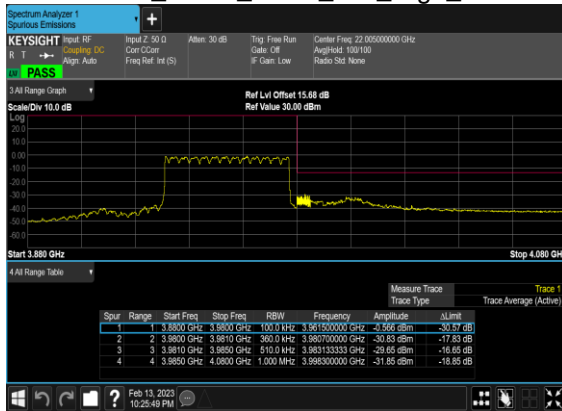 Spectrum Analyzer 1
Spurious Emissions
KEYSIGHT Input: RF Input Z: 50 Ω Atten: 30 dB Trig: Free Run Center Freq: 22.005000000 GHz
R T Coupling: DC Corr CCorr Gate: Off Avg|Hold: 100/100
Align: Auto Freq Ref: Int (S) IF Gain: Low Radio Std: None
PASS
3 All Range Graph
Ref Lvl Offset 15.68 dB
Scale/Div 10.0 dB Ref Value 30.00 dBm
Log
20.0
10.0
0.00
-10.0
-20.0
-30.0
-40.0
-50.0
-60.0
Start 3.880 GHz Stop 4.080 GH
4 All Range Table
Measure Trace Trace 1
Trace Type Trace Average (Active)
Spur Range Start Freq Stop Freq RBW Frequency Amplitude ΔLimit
1 1 3.8800 GHz 3.9800 GHz 100.0 kHz 3.961500000 GHz -0.566 dBm -30.57 dB
2 2 3.9800 GHz 3.9810 GHz 360.0 kHz 3.980700000 GHz -30.83 dBm -17.83 dB
3 3 3.9810 GHz 3.9850 GHz 510.0 kHz 3.983133333 GHz -29.65 dBm -16.65 dB
4 4 3.9850 GHz 4.0800 GHz 1.000 MHz 3.998300000 GHz -31.85 dBm -18.85 dB
Feb 13, 2023
10:25:49 PM